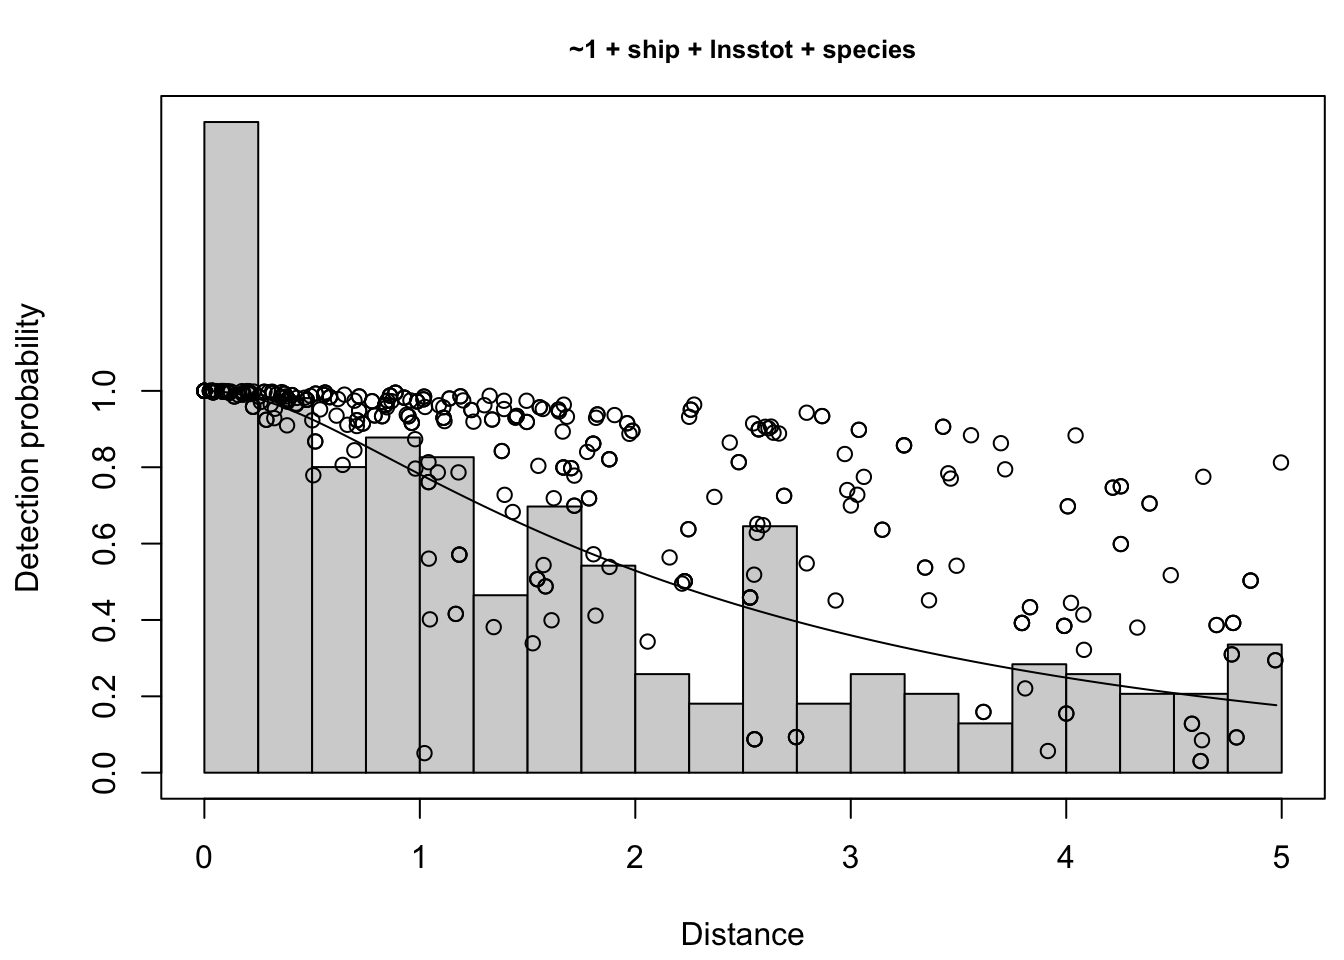 ~1 + ship + lnsstot + species
Detection probability
1.0
0.8
0.6
0.4
0.2
0.0
0 1 2 3 4 5
Distance